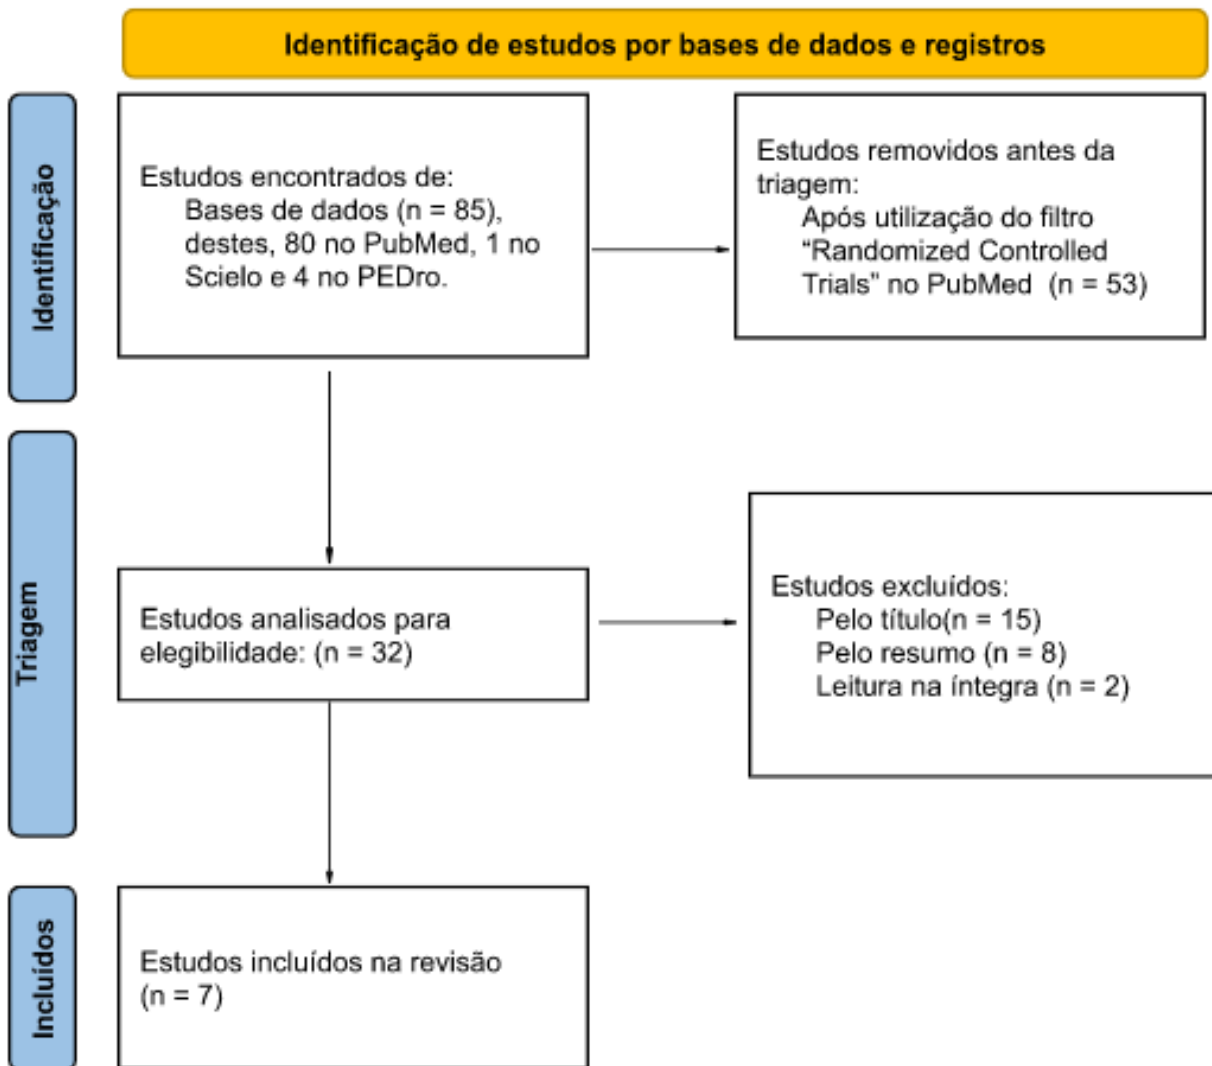 Identificação de estudos por bases de dados e registros
Identificação
Estudos encontrados de:
Bases de dados (n = 85),
destes, 80 no PubMed, 1 no
Scielo e 4 no PEDro.
Estudos removidos antes da
triagem:
Após utilização do filtro
“Randomized Controlled
Trials” no PubMed (n = 53)
Triagem
Estudos analisados para
elegibilidade: (n = 32)
Estudos excluídos:
Pelo título(n = 15)
Pelo resumo (n = 8)
Leitura na íntegra (n = 2)
Incluídos
Estudos incluídos na revisão
(n = 7)